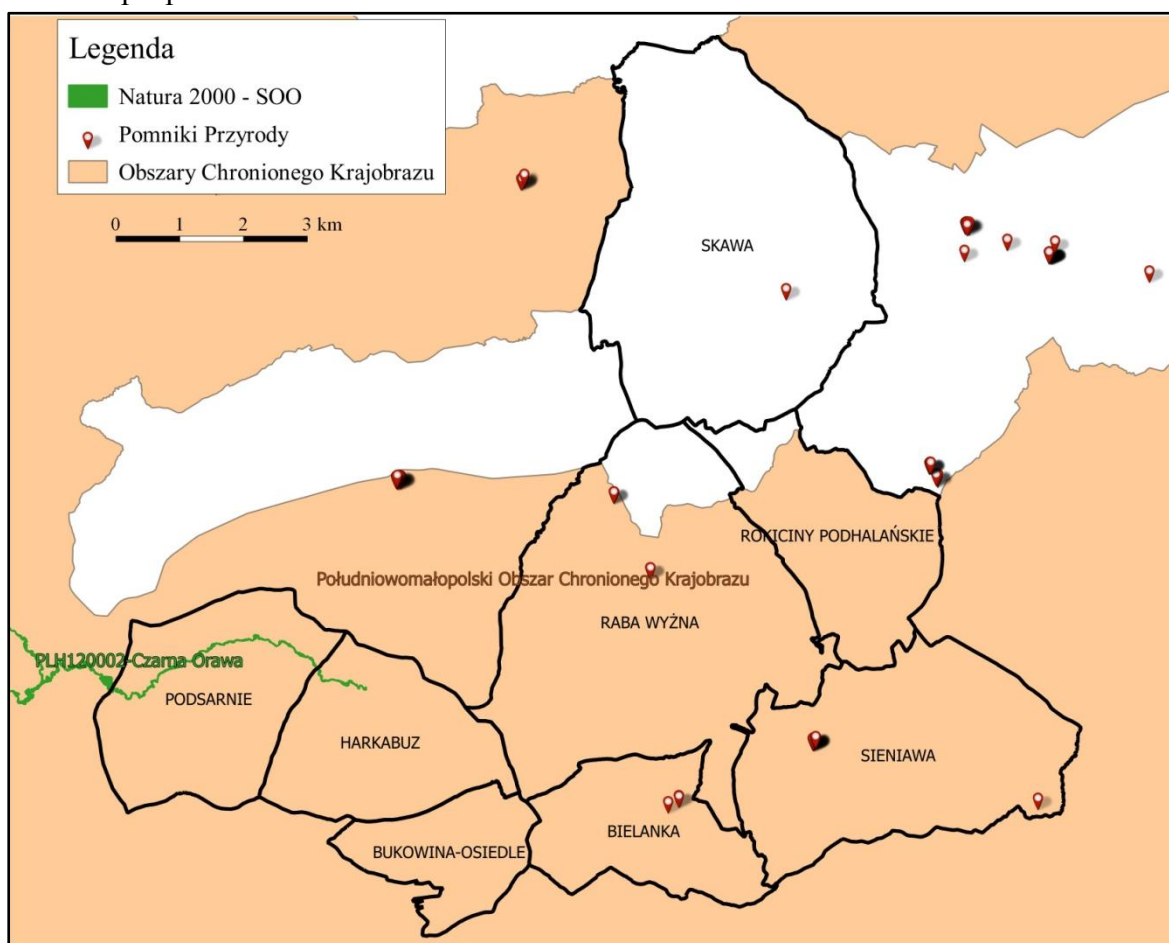 Legenda
Natura 2000 - SOO
Pomniki Przyrody
Obszary Chronionego Krajobrazu
0 1 2 3 km
SKAWA
ROKICINY PODHALAŃSKIE
Południowomałopolski Obszar Chronionego Krajobrazu
RABA WYŻNA
PLH120002-Czarna Orawa
PODSARNIE
HARKABUZ
SIENIAWA
BIELANKA
BUKOWINA-OSIEDLE